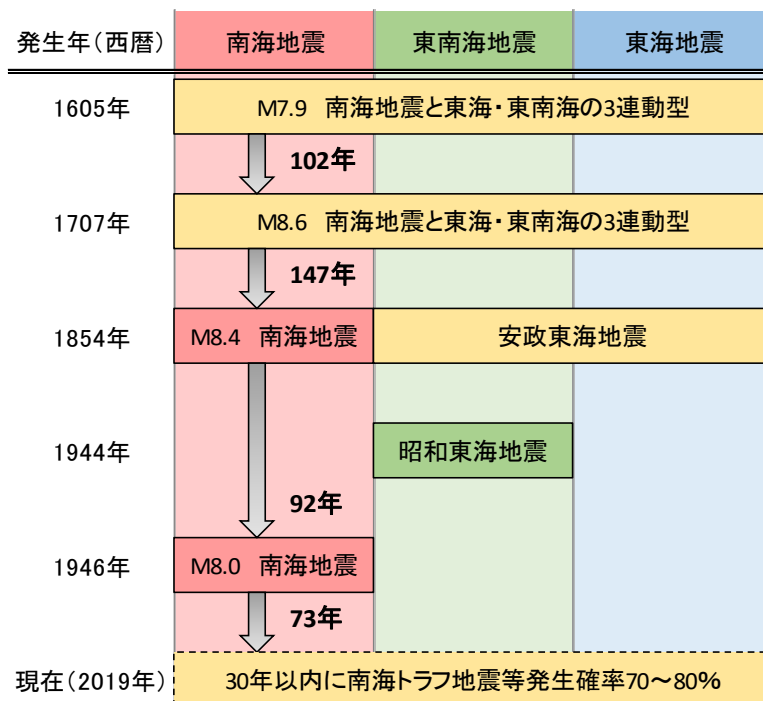 発生年（西暦） 南海地震 東南海地震 東海地震
1605年 M7.9 南海地震と東海・東南海の3連動型
102年
1707年 M8.6 南海地震と東海・東南海の3連動型
147年
1854年 M8.4 南海地震 安政東海地震
1944年 昭和東海地震
92年
1946年 M8.0 南海地震
73年
現在（2019年） 30年以内に南海トラフ地震等発生確率70～80%